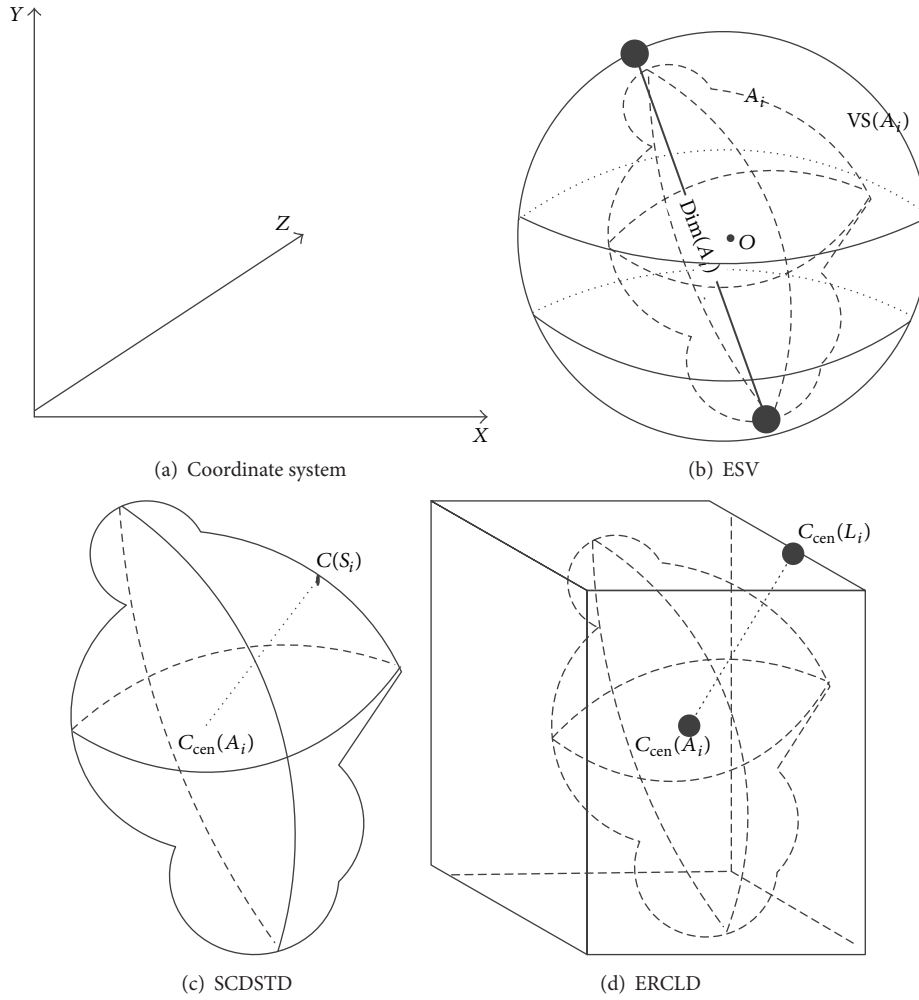 Y
Z
X
(a) Coordinate system
A_i
VS(A_i)
Dim(A_i)
O
(b) ESV
C(S_i)
C_cen(A_i)
(c) SCDSTD
C_cen(L_i)
C_cen(A_i)
(d) ERCLD